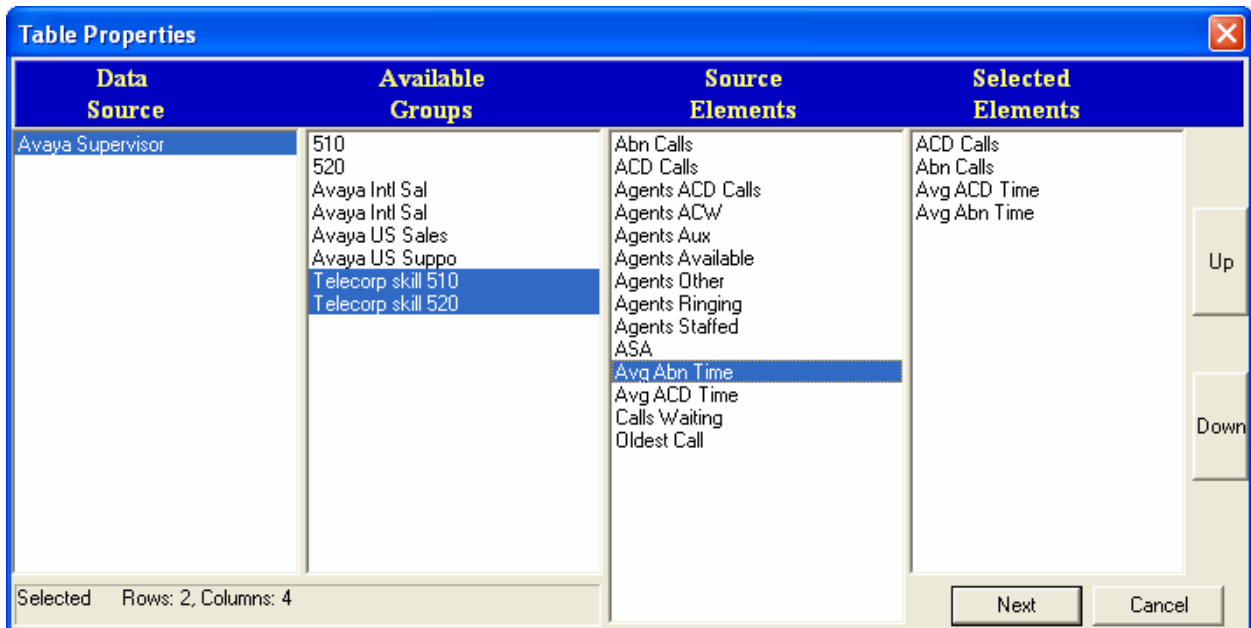 Table Properties
Data
Source
Available
Groups
Source
Elements
Selected
Elements
Avaya Supervisor
510
520
Avaya Intl Sal
Avaya Intl Sal
Avaya US Sales
Avaya US Suppo
Telecorp skill 510
Telecorp skill 520
Abn Calls
ACD Calls
Agents ACD Calls
Agents ACW
Agents Aux
Agents Available
Agents Other
Agents Ringing
Agents Staffed
ASA
Avg Abn Time
Avg ACD Time
Calls Waiting
Oldest Call
ACD Calls
Abn Calls
Avg ACD Time
Avg Abn Time
Up
Down
Selected Rows: 2, Columns: 4
Next
Cancel